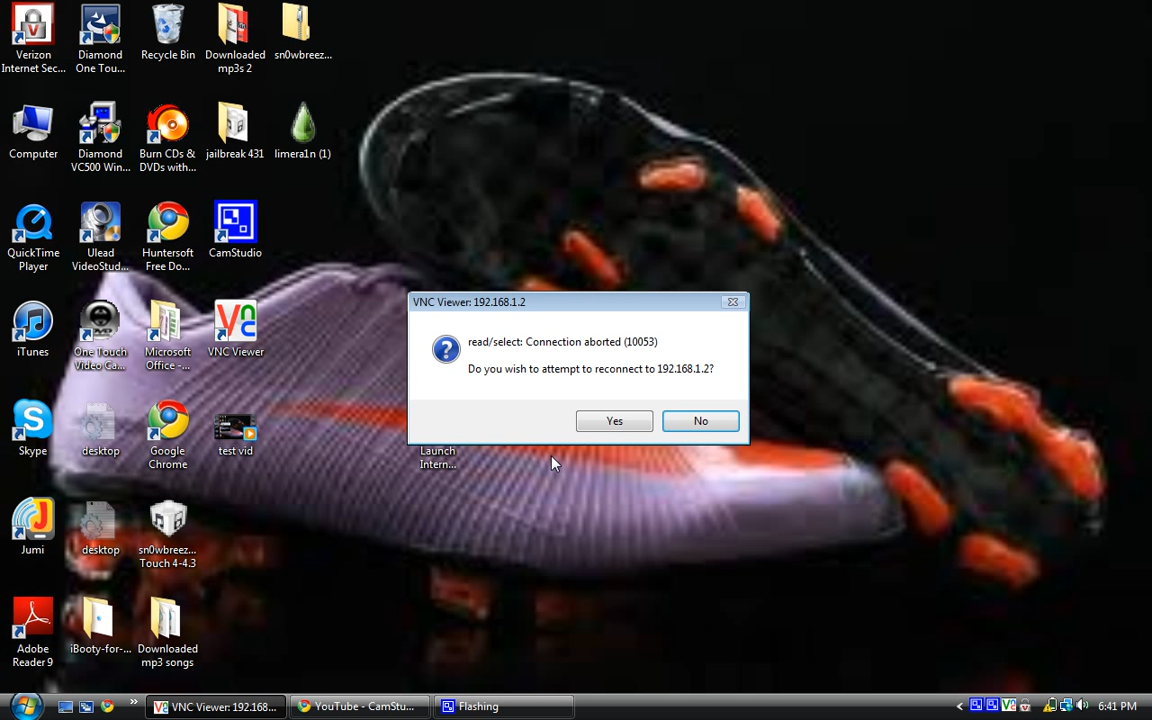 Verizon
Internet Sec...
Diamond
One Tou...
Recycle Bin
Downloaded
mp3s 2
sn0wbreez...
Computer
Diamond
VC500 Win...
Burn CDs &
DVDs with...
jailbreak 431
limera1n (1)
QuickTime
Player
Ulead
VideoStud...
Huntersoft
Free Do...
CamStudio
iTunes
One Touch
Video Ca...
Microsoft
Office -...
VNC Viewer
Skype
desktop
Google
Chrome
test vid
Launch
Intern...
Jumi
desktop
sn0wbreez...
Touch 4-4.3
Adobe
Reader 9
iBooty-for-...
Downloaded
mp3 songs
VNC Viewer: 192.168.1.2
read/select: Connection aborted (10053)
Do you wish to attempt to reconnect to 192.168.1.2?
Yes
No
VNC Viewer: 192.168...
YouTube - CamStu...
Flashing
6:41 PM